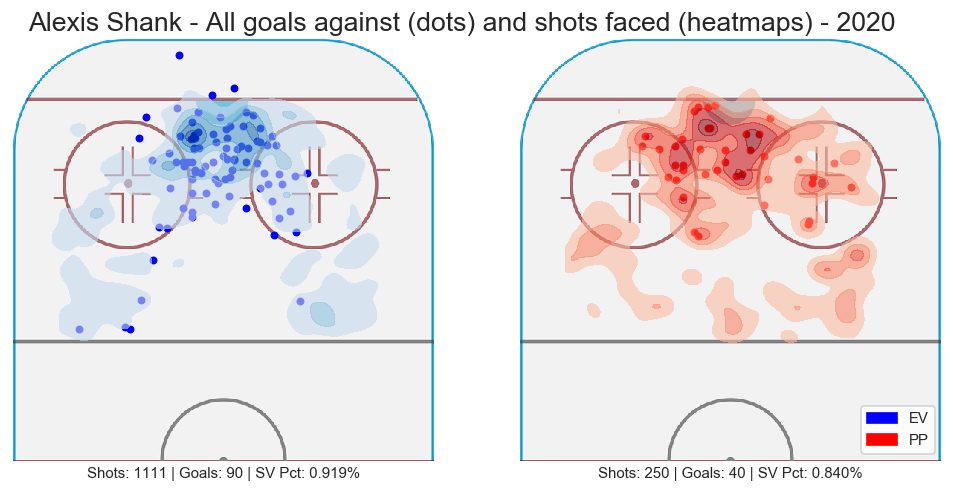 Alexis Shank - All goals against (dots) and shots faced (heatmaps) - 2020
EV
PP
Shots: 1111 | Goals: 90 | SV Pct: 0.919%
Shots: 250 | Goals: 40 | SV Pct: 0.840%